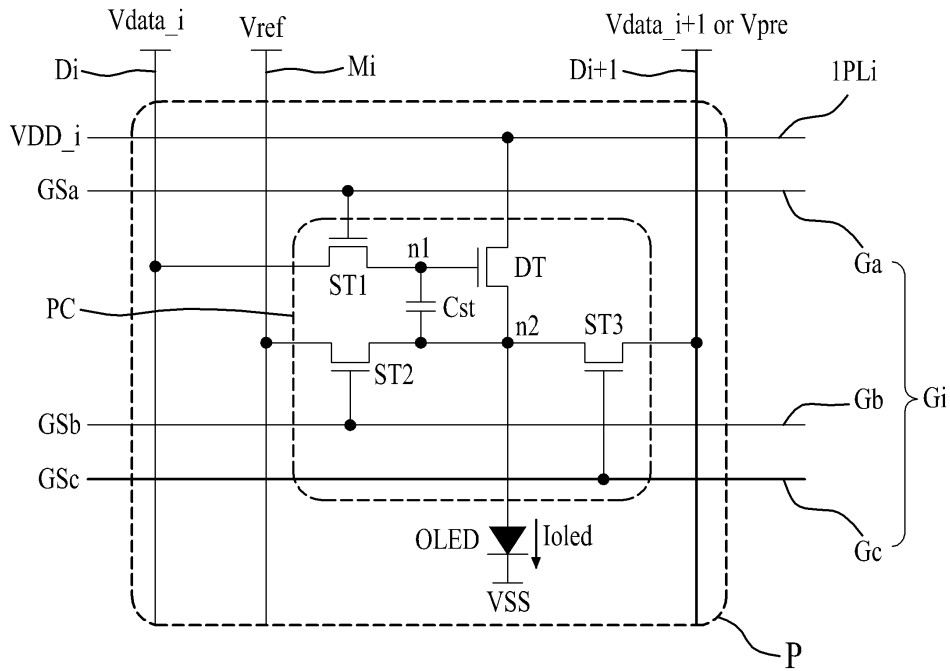 Vdata_i
Vref
Vdata_i+1 or Vpre
Di
Mi
Di+1
1PLi
VDD_i
GSa
n1
DT
Ga
ST1
PC
Cst
n2
ST3
ST2
Gb
Gi
GSb
GSc
OLED
Ioled
Gc
VSS
P